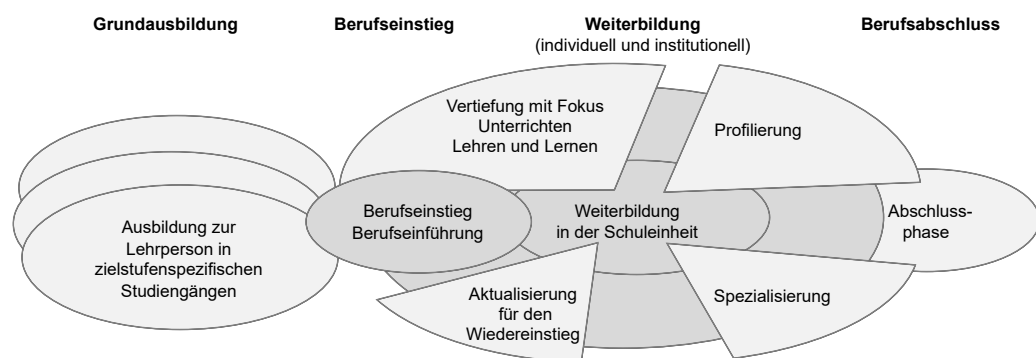 Grundausbildung
Berufseinstieg
Weiterbildung
(individuell und institutionell)
Berufsabschluss
Vertiefung mit Fokus
Unterrichten
Lehren und Lernen
Profilierung
Ausbildung zur
Lehrperson in
zielstufenspezifischen
Studiengängen
Berufseinstieg
Berufseinführung
Weiterbildung
in der Schuleinheit
Abschluss-
phase
Aktualisierung
für den
Wiedereinstieg
Spezialisierung